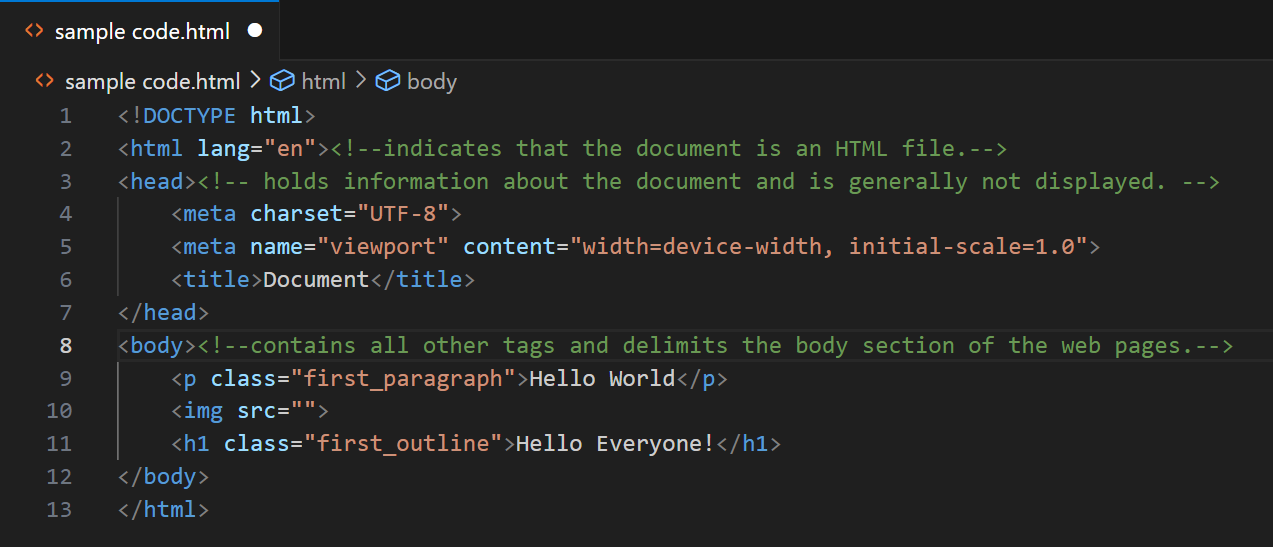 sample code.html
sample code.html > html > body
1 <!DOCTYPE html>
2 <html lang="en"><!--indicates that the document is an HTML file.-->
3 <head><!-- holds information about the document and is generally not displayed. -->
4     <meta charset="UTF-8">
5     <meta name="viewport" content="width=device-width, initial-scale=1.0">
6     <title>Document</title>
7 </head>
8 <body><!--contains all other tags and delimits the body section of the web pages.-->
9     <p class="first_paragraph">Hello World</p>
10     <img src="">
11     <h1 class="first_outline">Hello Everyone!</h1>
12 </body>
13 </html>